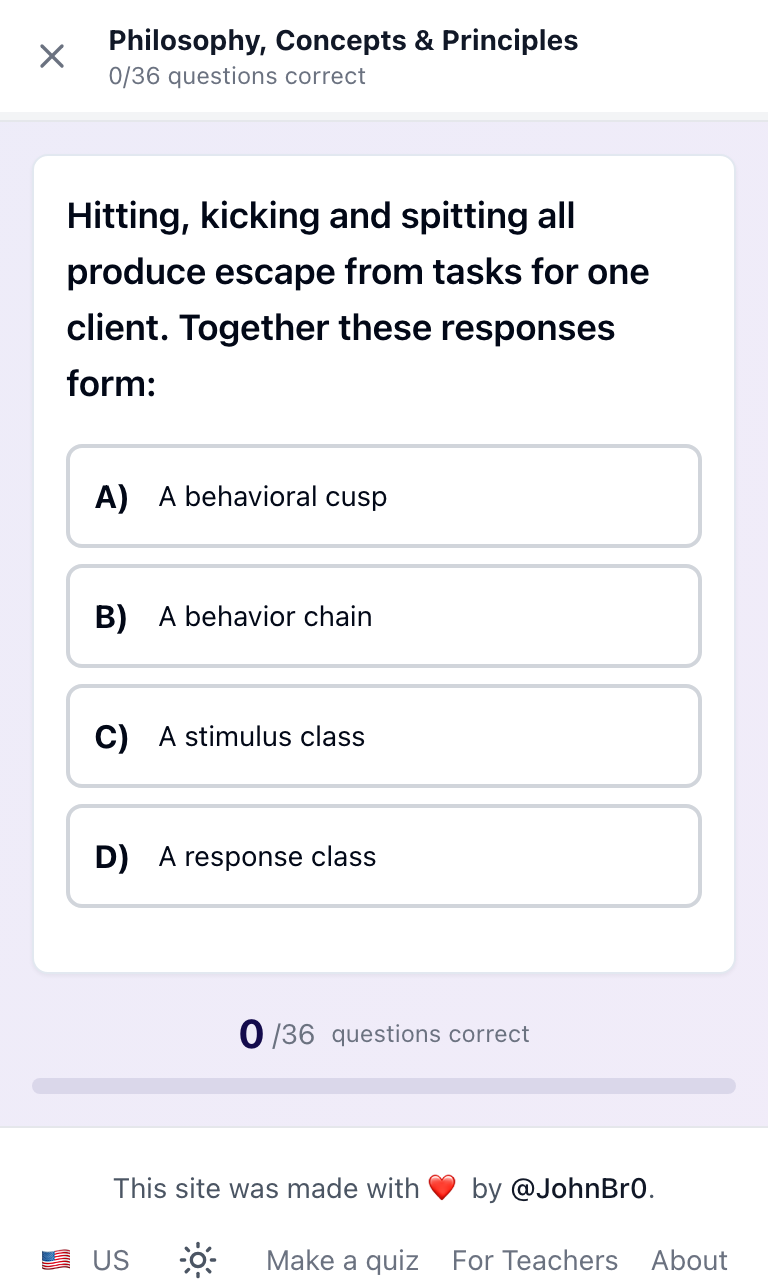 Philosophy, Concepts & Principles
0/36 questions correct
Hitting, kicking and spitting all
produce escape from tasks for one
client. Together these responses
form:
A) A behavioral cusp
B) A behavior chain
C) A stimulus class
D) A response class
0 /36 questions correct
This site was made with ❤️ by @JohnBr0.
🇺🇸 US Make a quiz For Teachers About